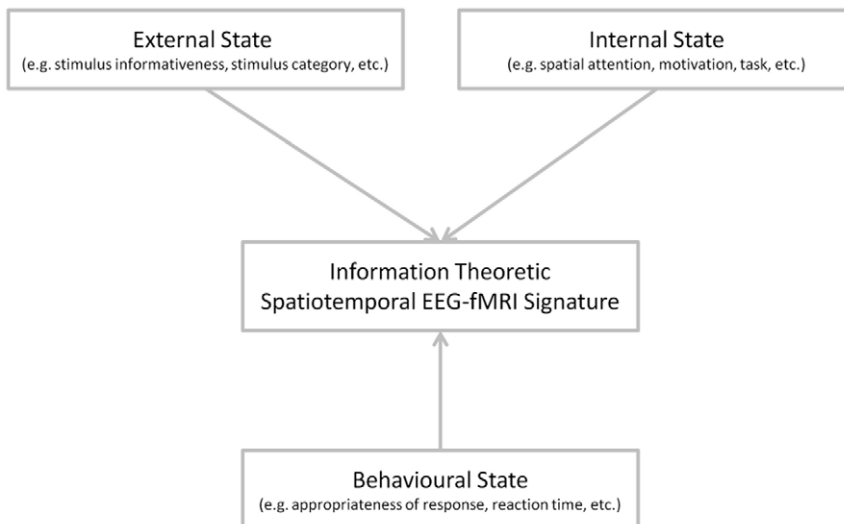 External State
(e.g. stimulus informativeness, stimulus category, etc.)
Internal State
(e.g. spatial attention, motivation, task, etc.)
Information Theoretic
Spatiotemporal EEG-fMRI Signature
Behavioural State
(e.g. appropriateness of response, reaction time, etc.)